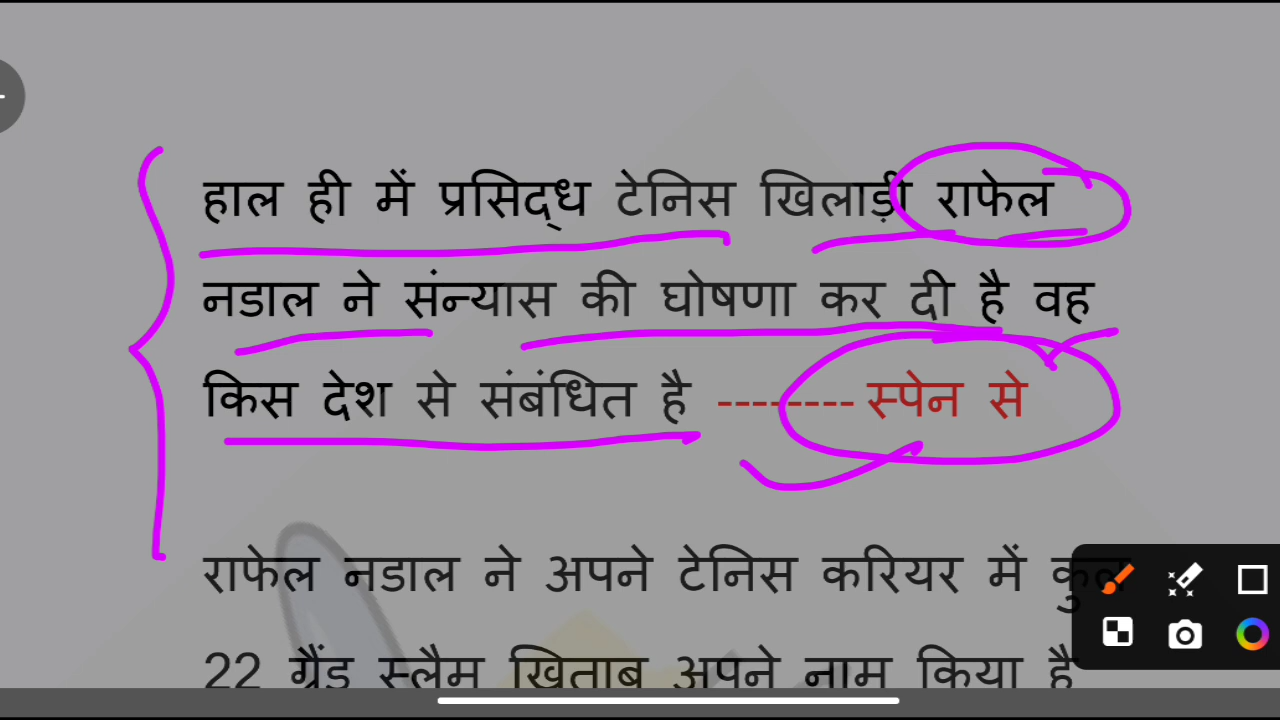 हाल ही में प्रसिद्ध टेनिस खिलाड़ी राफेल
नडाल ने संन्यास की घोषणा कर दी है वह
किस देश से संबंधित है -------- स्पेन से
राफेल नडाल ने अपने टेनिस करियर में कुल
22 ग्रैंड स्लैम खिताब अपने नाम किया है